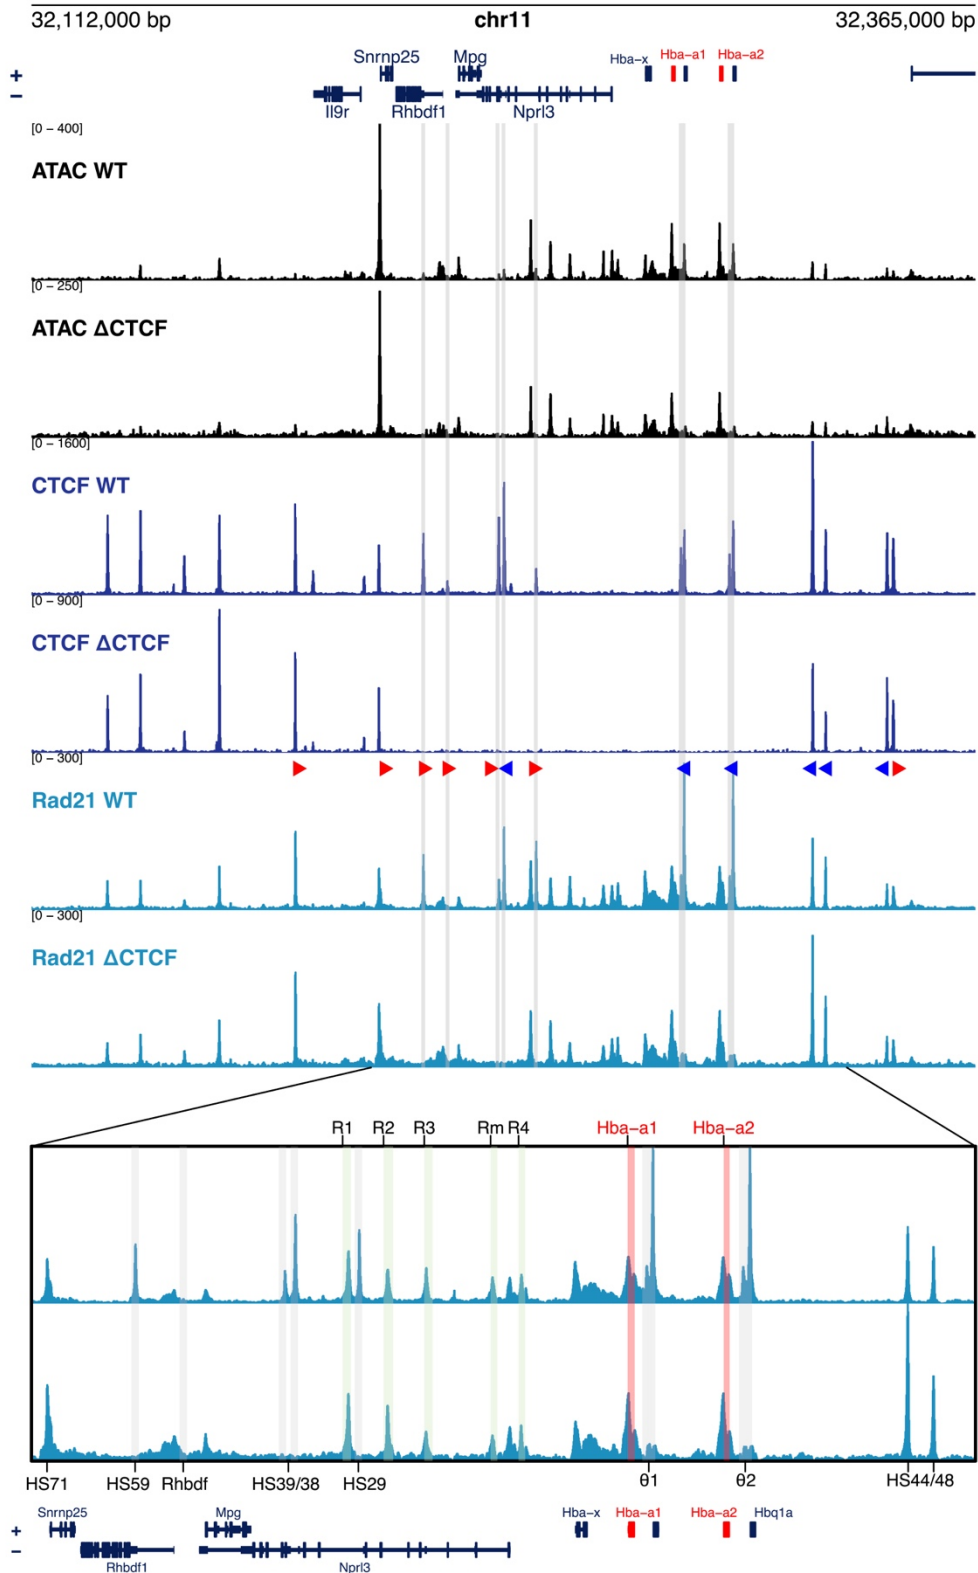 32,112,000 bp chr11 32,365,000 bp
Snrnp25 Mpg Hba-x Hba-a1 Hba-a2
+
−
Il9r Rhbdf1 Nprl3
[0 − 400]
ATAC WT
[0 − 250]
ATAC ΔCTCF
[0 − 1600]
CTCF WT
[0 − 900]
CTCF ΔCTCF
[0 − 300]
Rad21 WT
[0 − 300]
Rad21 ΔCTCF
R1 R2 R3 Rm R4 Hba−a1 Hba−a2
HS71 HS59 Rhbdf HS39/38 HS29 θ1 θ2 HS44/48
Snrnp25 Mpg Hba-x Hba-a1 Hba-a2 Hbq1a
+
−
Rhbdf1 Nprl3